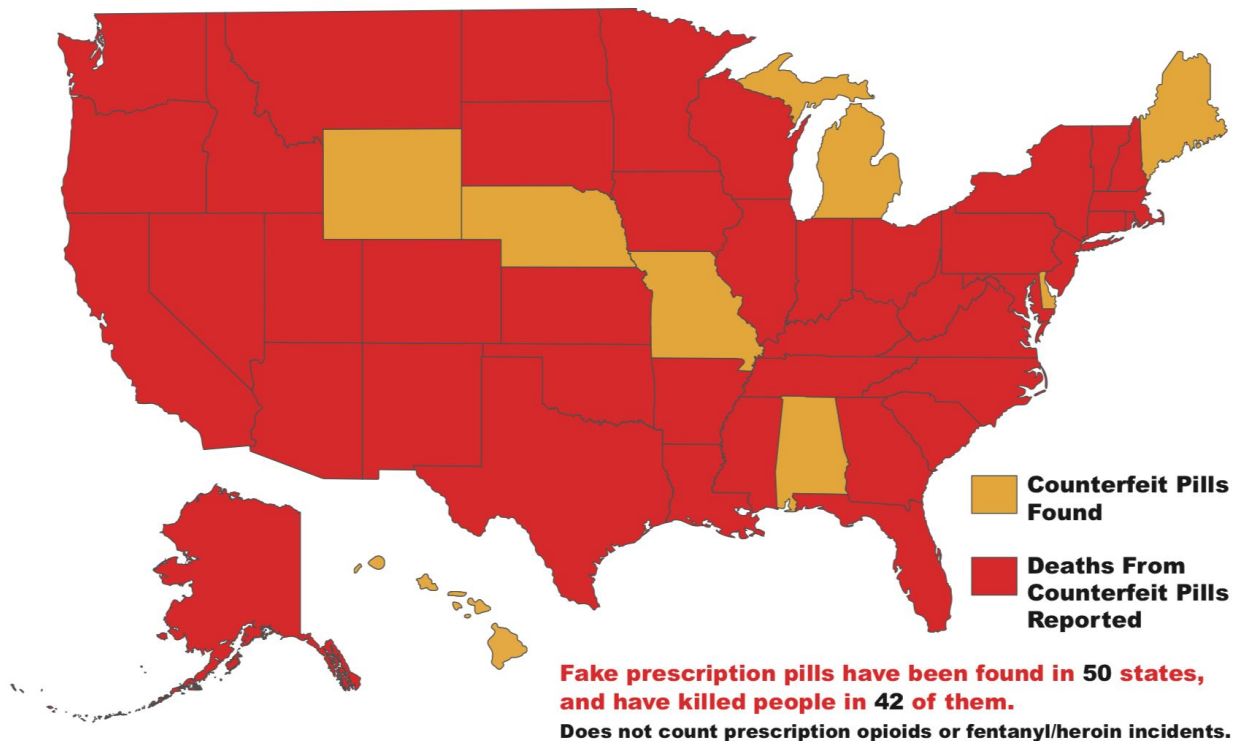 Counterfeit Pills
Found
Deaths From
Counterfeit Pills
Reported
Fake prescription pills have been found in 50 states,
and have killed people in 42 of them.
Does not count prescription opioids or fentanyl/heroin incidents.